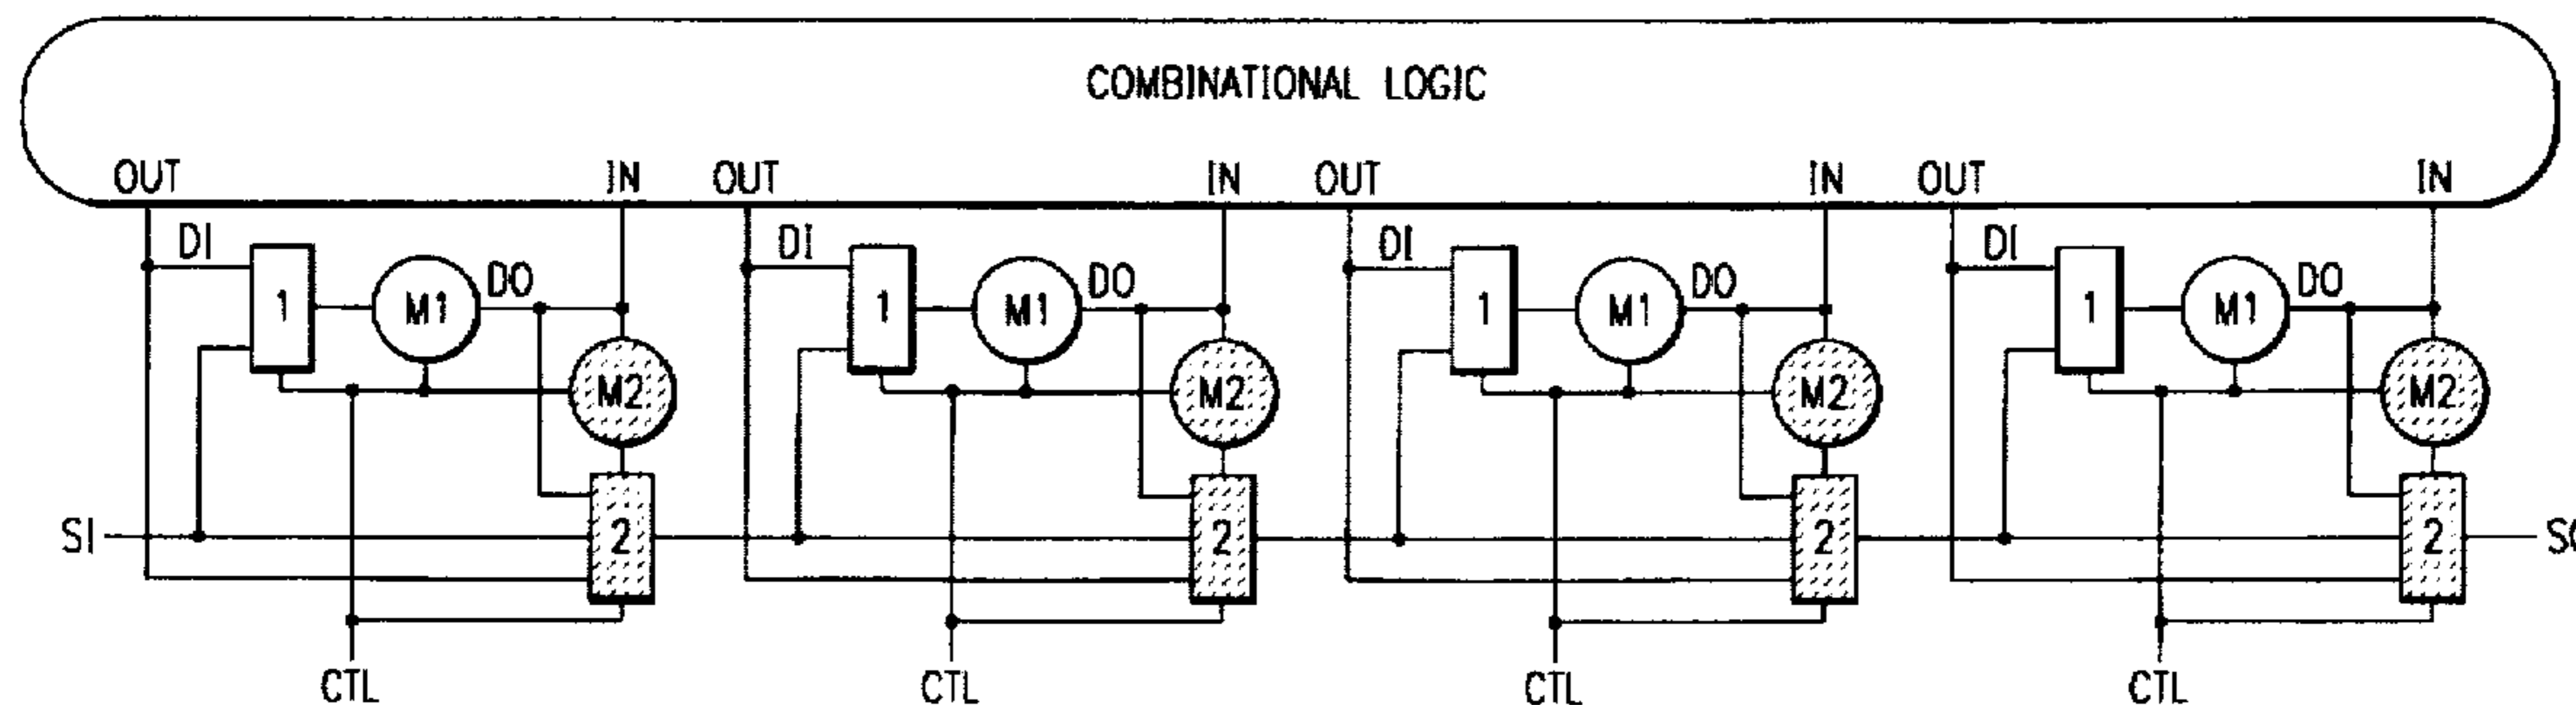 COMBINATIONAL LOGIC
OUT IN OUT IN OUT IN OUT IN
DI DI DI DI
1 M1 DO 1 M1 DO 1 M1 DO 1 M1 DO
M2 M2 M2 M2
SI 2 2 2 2
CTL CTL CTL CTL